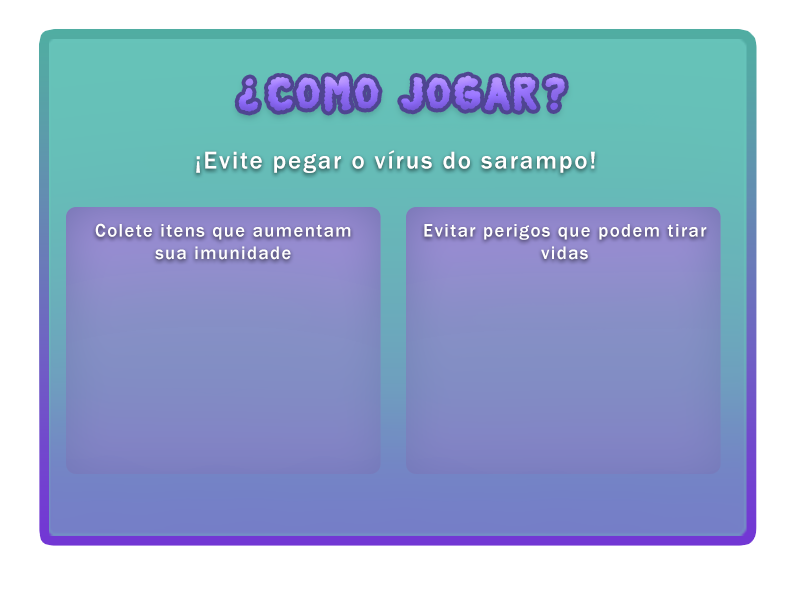 ¿COMO JOGAR?
¡Evite pegar o vírus do sarampo!
Colete itens que aumentam
sua imunidade
Evitar perigos que podem tirar
vidas